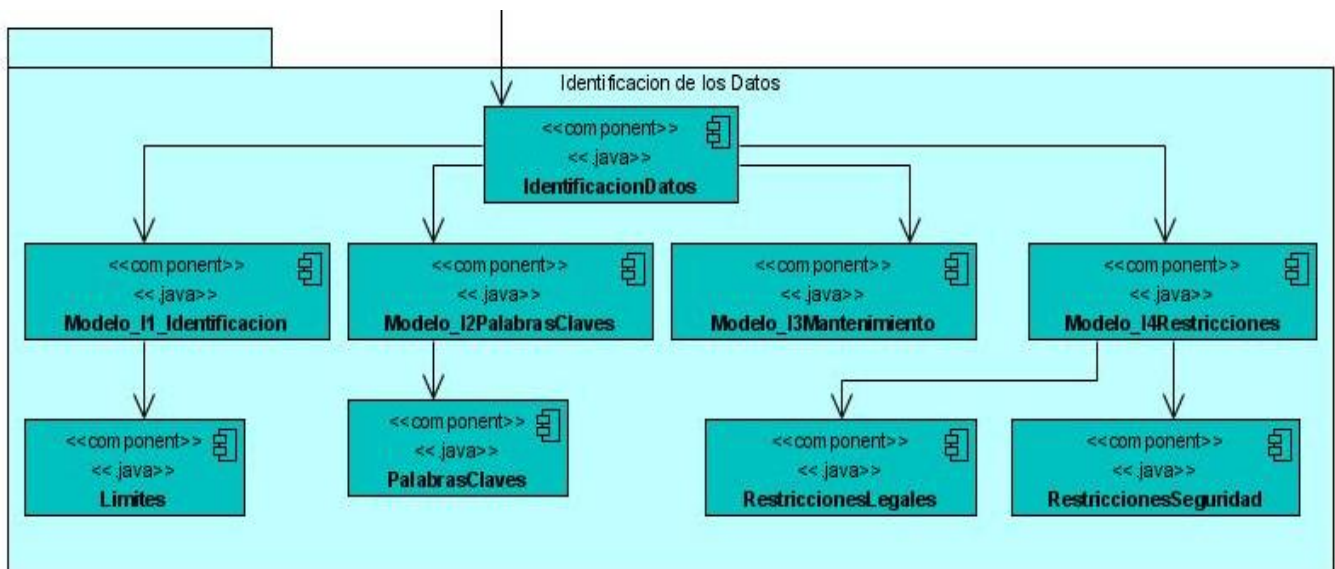 Identificacion de los Datos
<<component>>
<<.java>>
IdentificacionDatos
<<component>>
<<.java>>
Modelo_I1_Identificacion
<<component>>
<<.java>>
Modelo_I2PalabrasClaves
<<component>>
<<.java>>
Modelo_I3Mantenimiento
<<component>>
<<.java>>
Modelo_I4Restricciones
<<component>>
<<.java>>
Limites
<<component>>
<<.java>>
PalabrasClaves
<<component>>
<<.java>>
RestriccionesLegales
<<component>>
<<.java>>
RestriccionesSeguridad